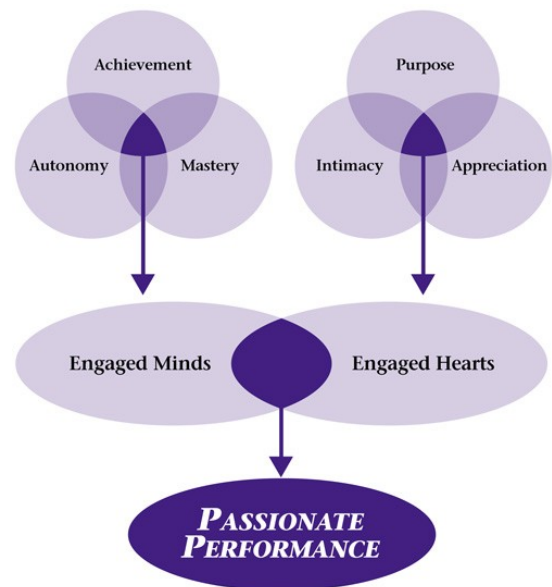 Achievement
Autonomy
Mastery
Purpose
Intimacy
Appreciation
Engaged Minds
Engaged Hearts
PASSIONATE
PERFORMANCE